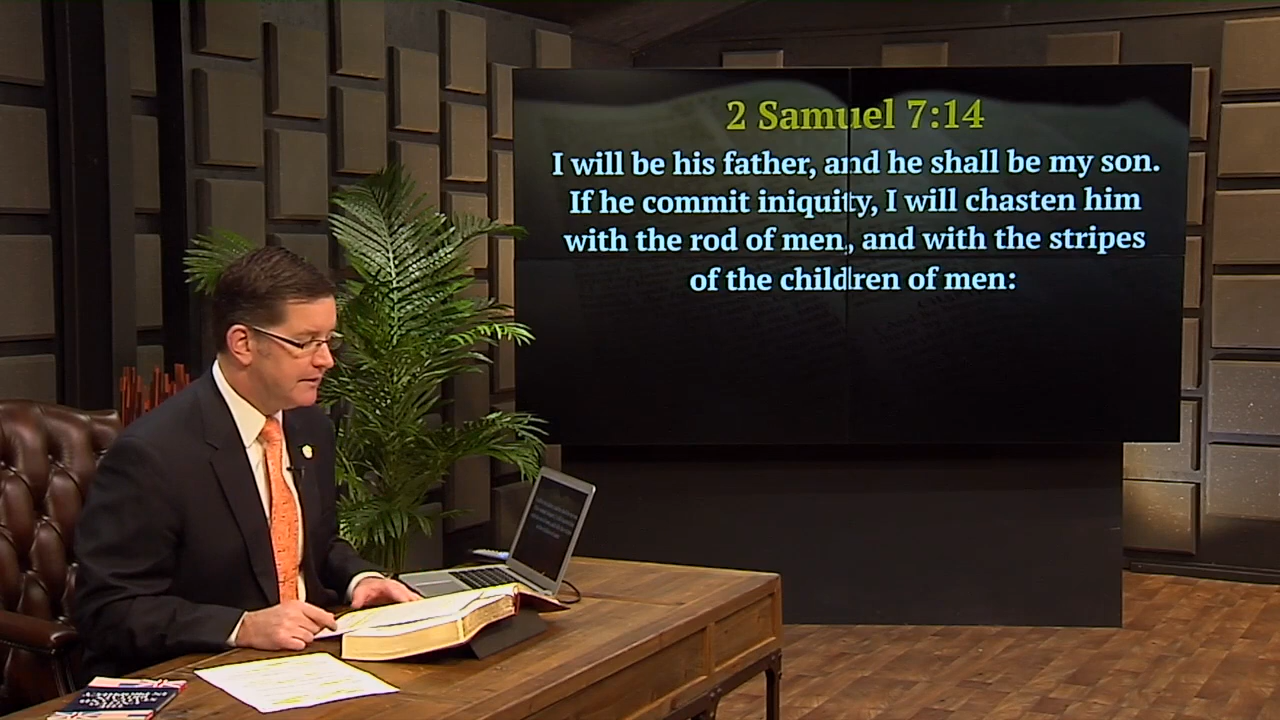 2 Samuel 7:14
I will be his father, and he shall be my son.
If he commit iniquity, I will chasten him
with the rod of men, and with the stripes
of the children of men: